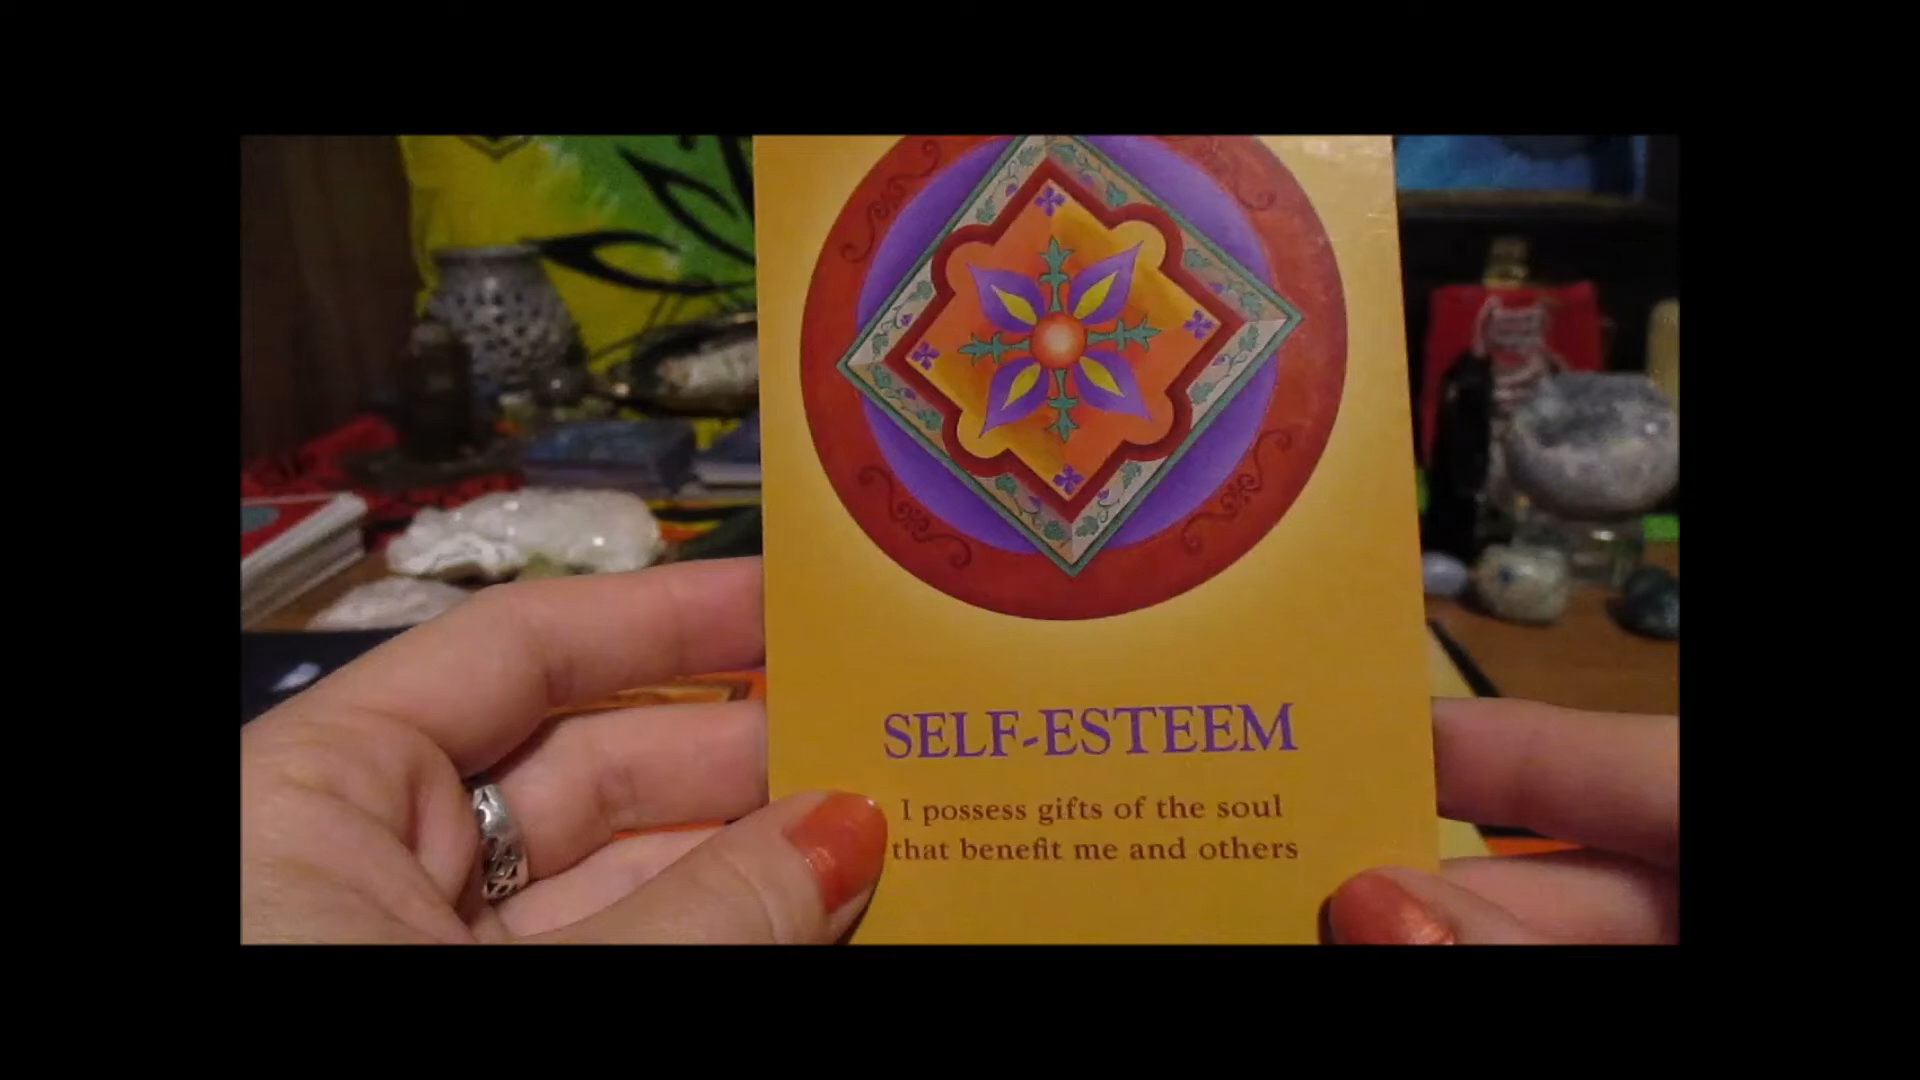 SELF-ESTEEM
I possess gifts of the soul
that benefit me and others